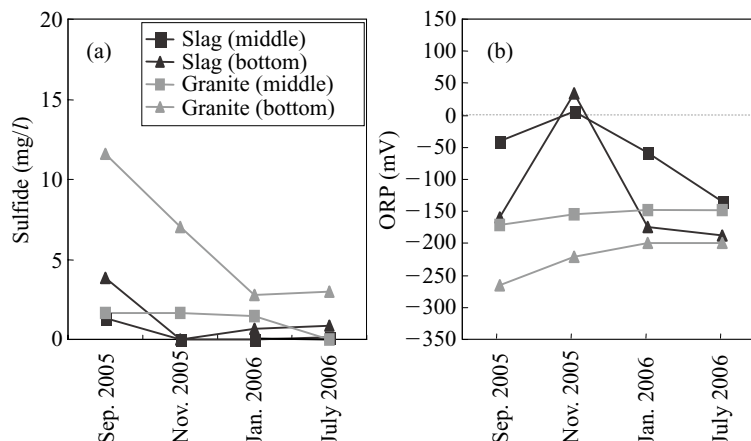 (a)
Slag (middle)
Slag (bottom)
Granite (middle)
Granite (bottom)
20
15
10
5
0
Sulfide (mg/l)
Sep. 2005
Nov. 2005
Jan. 2006
July 2006
(b)
150
100
50
0
−50
−100
−150
−200
−250
−300
−350
ORP (mV)
Sep. 2005
Nov. 2005
Jan. 2006
July 2006